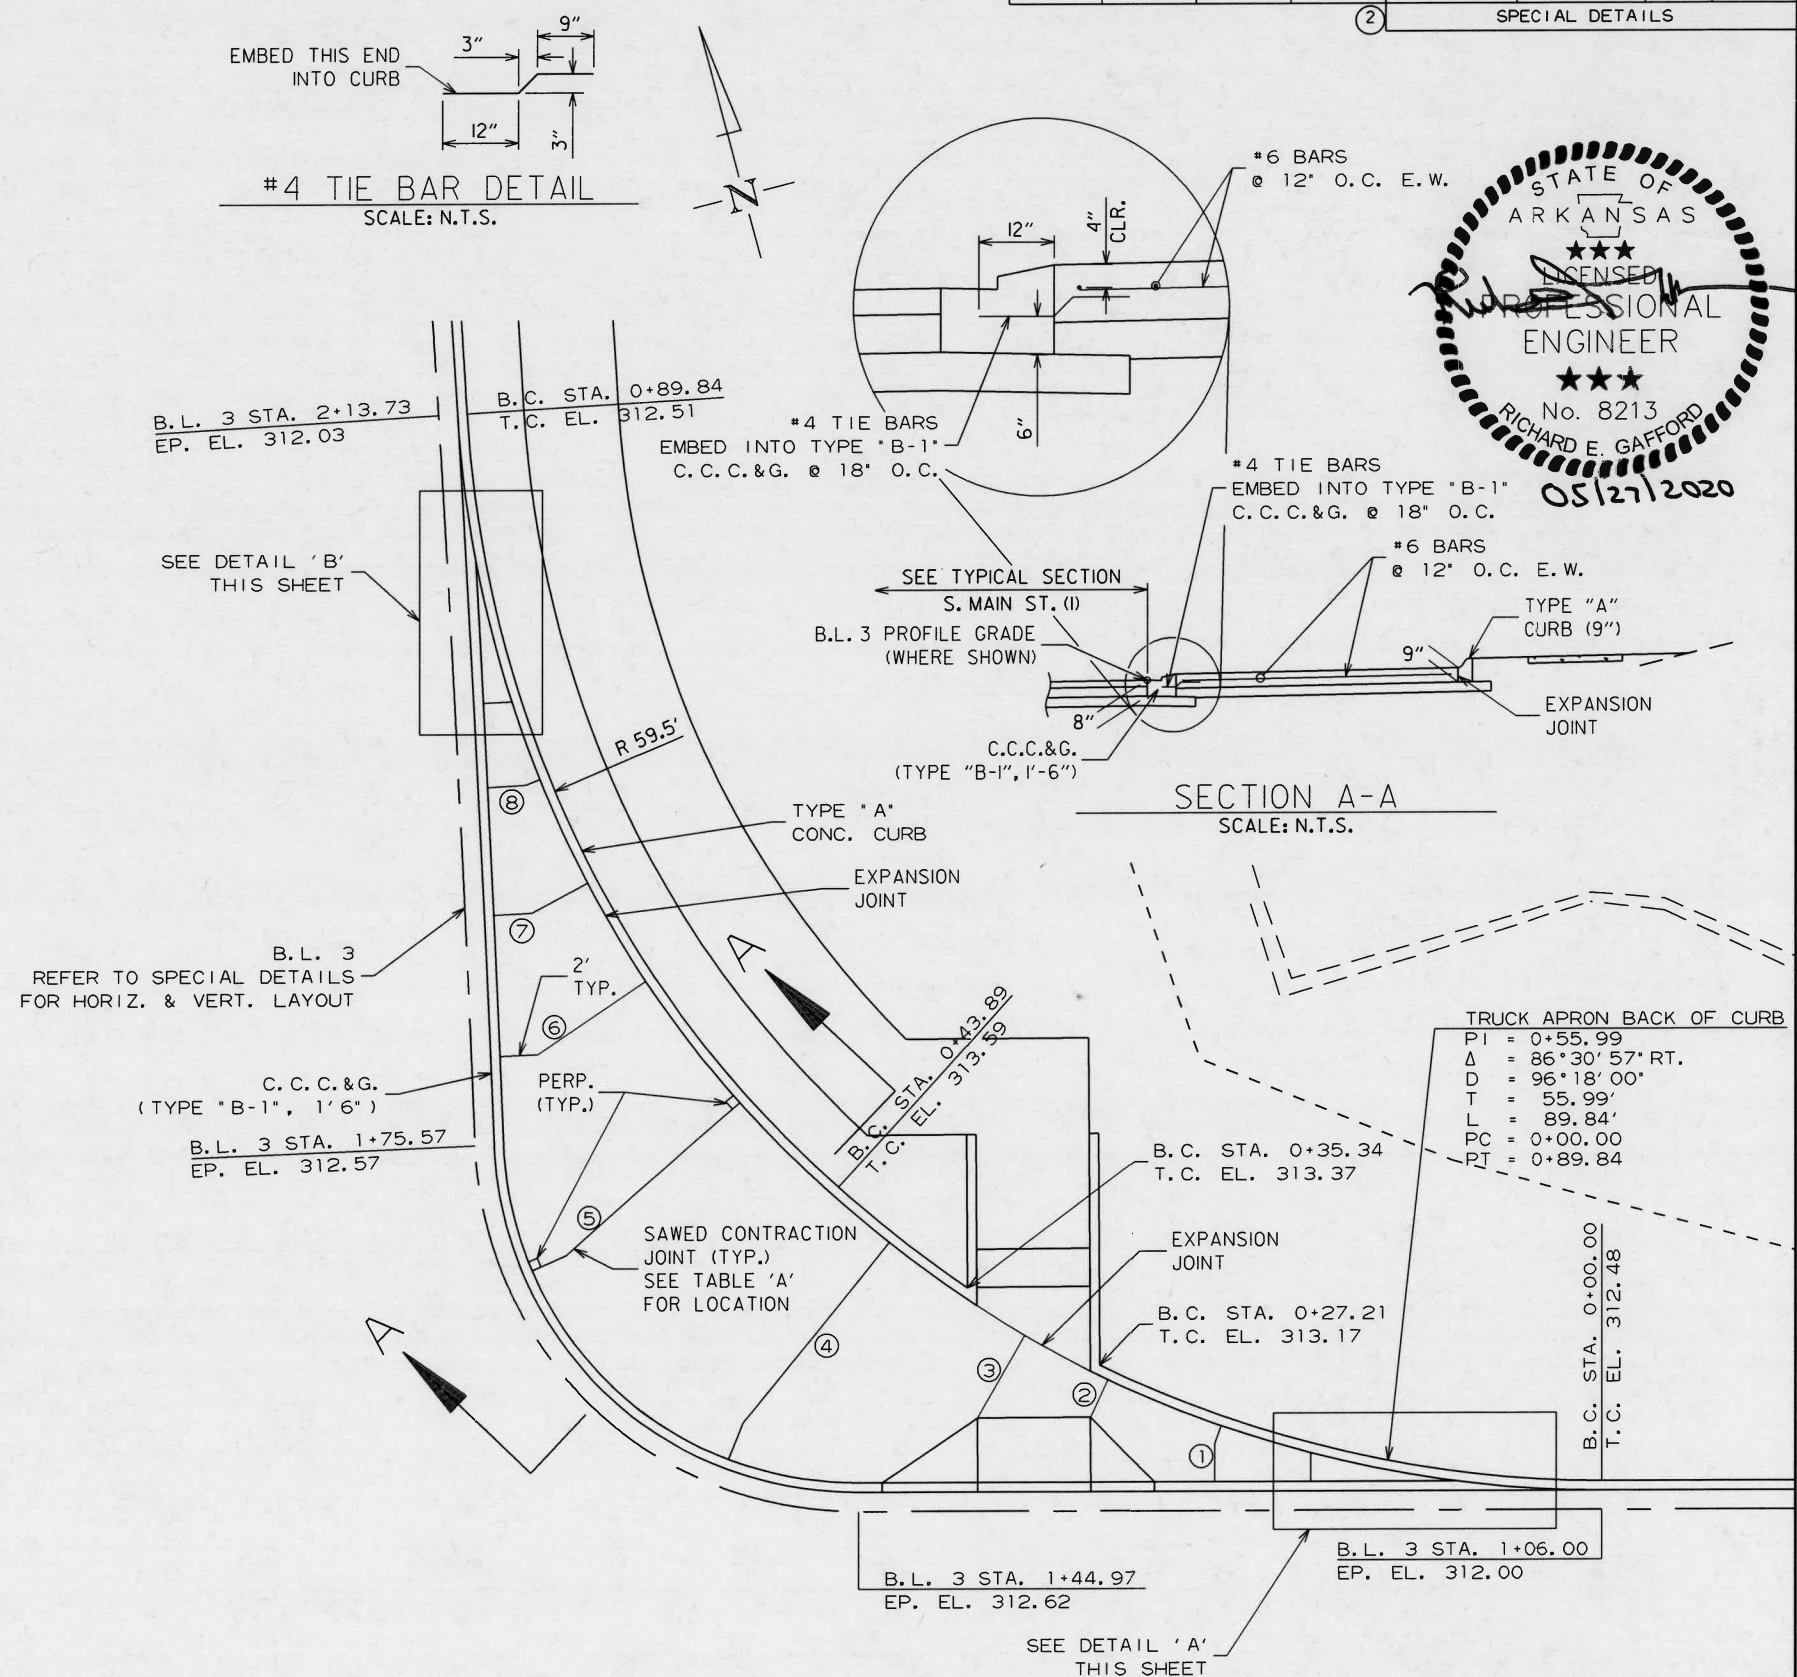 ② SPECIAL DETAILS
EMBED THIS END
INTO CURB
3"
9"
12"
3"
#4 TIE BAR DETAIL
SCALE: N.T.S.
N
#6 BARS
@ 12" O.C. E.W.
12"
4"
CLR.
6"
#4 TIE BARS
EMBED INTO TYPE "B-1"
C.C.C.&G. @ 18" O.C.
STATE OF
ARKANSAS
★★★
LICENSED
PROFESSIONAL
ENGINEER
★★★
No. 8213
RICHARD E. GAFFORD
05/27/2020
B.L. 3 STA. 2+13.73
EP. EL. 312.03
B.C. STA. 0+89.84
T.C. EL. 312.51
SEE DETAIL 'B'
THIS SHEET
#4 TIE BARS
EMBED INTO TYPE "B-1"
C.C.C.&G. @ 18" O.C.
#6 BARS
@ 12" O.C. E.W.
SEE TYPICAL SECTION
S. MAIN ST. (1)
B.L. 3 PROFILE GRADE
(WHERE SHOWN)
TYPE "A"
CURB (9")
9"
8"
EXPANSION
JOINT
C.C.C.&G.
(TYPE "B-1", 1'-6")
SECTION A-A
SCALE: N.T.S.
R 59.5'
⑧
TYPE "A"
CONC. CURB
EXPANSION
JOINT
⑦
A
B.L. 3
REFER TO SPECIAL DETAILS
FOR HORIZ. & VERT. LAYOUT
2'
TYP.
⑥
C.C.C.&G.
(TYPE "B-1", 1'6")
PERP.
(TYP.)
B.C. STA. 0+43.89
T.C. EL. 313.59
B.L. 3 STA. 1+75.57
EP. EL. 312.57
TRUCK APRON BACK OF CURB
PI = 0+55.99
Δ = 86°30'57" RT.
D = 96°18'00"
T = 55.99'
L = 89.84'
PC = 0+00.00
PT = 0+89.84
B.C. STA. 0+35.34
T.C. EL. 313.37
⑤
SAWED CONTRACTION
JOINT (TYP.)
SEE TABLE 'A'
FOR LOCATION
EXPANSION
JOINT
B.C. STA. 0+27.21
T.C. EL. 313.17
B.C. STA. 0+00.00
T.C. EL. 312.48
A
④
③
②
①
B.L. 3 STA. 1+44.97
EP. EL. 312.62
B.L. 3 STA. 1+06.00
EP. EL. 312.00
SEE DETAIL 'A'
THIS SHEET